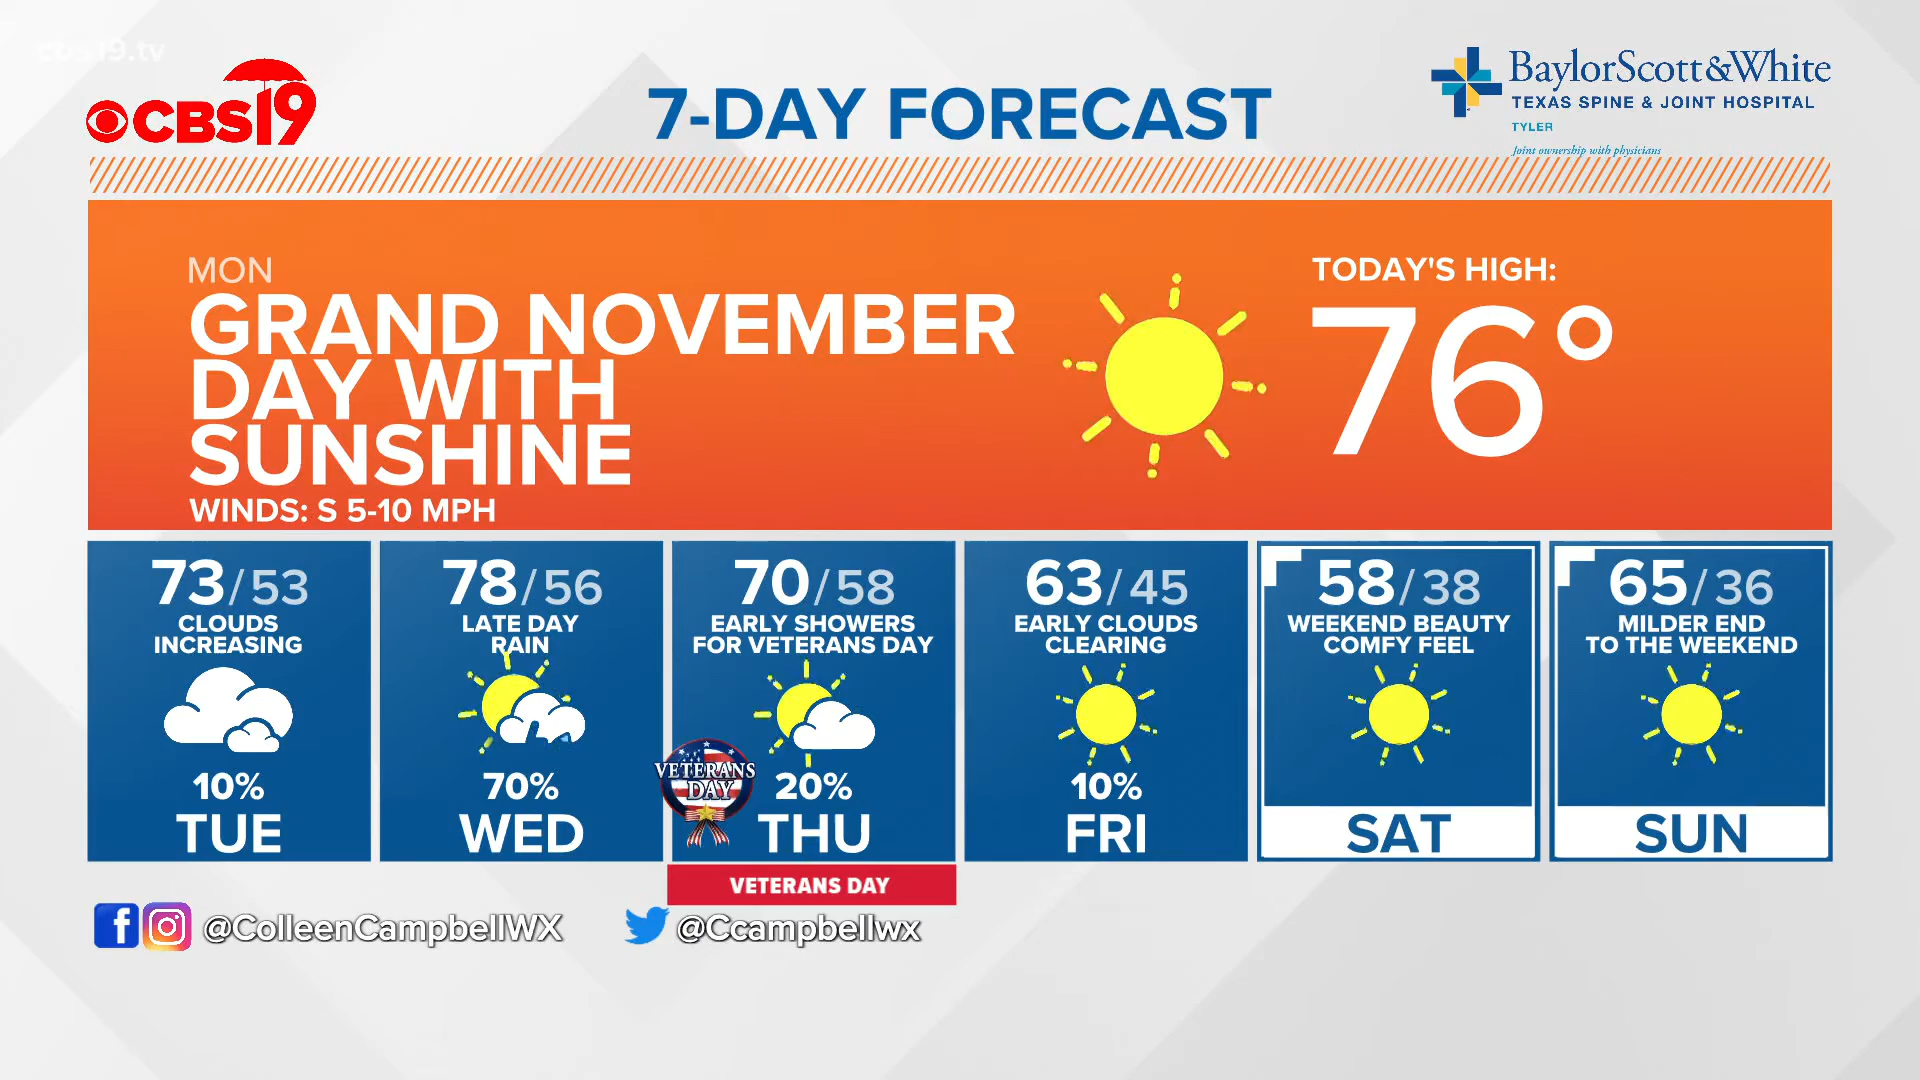 cbs19.tv
CBS19
7-DAY FORECAST
BaylorScott&White
TEXAS SPINE & JOINT HOSPITAL
TYLER
Joint ownership with physicians
MON
GRAND NOVEMBER
DAY WITH
SUNSHINE
WINDS: S 5-10 MPH
TODAY'S HIGH:
76°
73/53
CLOUDS
INCREASING
10%
TUE
78/56
LATE DAY
RAIN
70%
WED
70/58
EARLY SHOWERS
FOR VETERANS DAY
VETERANS
DAY
20%
THU
VETERANS DAY
63/45
EARLY CLOUDS
CLEARING
10%
FRI
58/38
WEEKEND BEAUTY
COMFY FEEL
SAT
65/36
MILDER END
TO THE WEEKEND
SUN
@ColleenCampbellWX
@Ccampbellwx